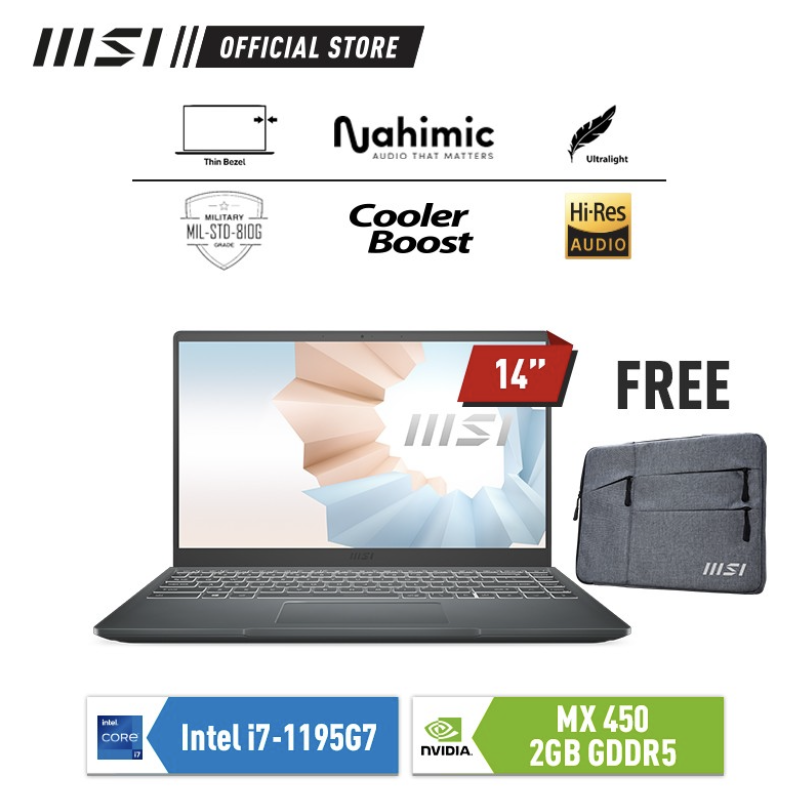 msi OFFICIAL STORE
Thin Bezel
Nahimic
AUDIO THAT MATTERS
Ultralight
MILITARY
MIL-STD-810G
GRADE
Cooler
Boost
Hi-Res
AUDIO
14”
FREE
msi
msi
msi
intel.
CORE
i7
Intel i7-1195G7
NVIDIA.
MX 450
2GB GDDR5